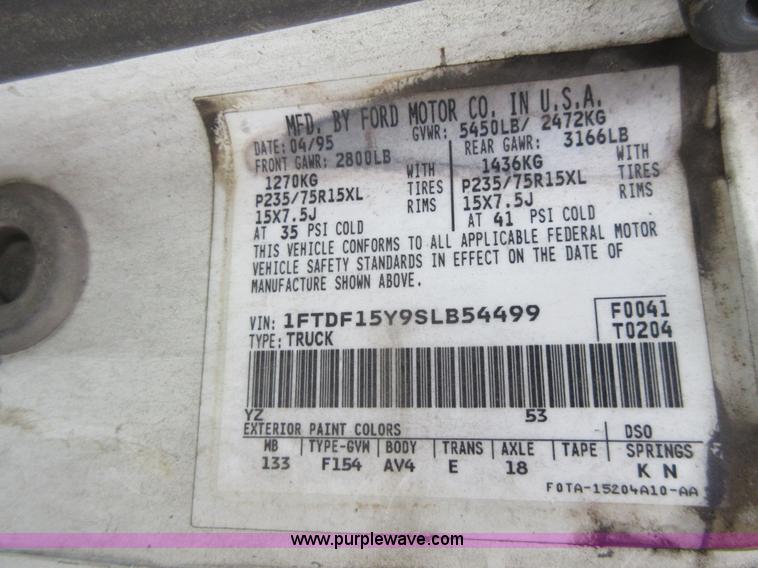 MFD. BY FORD MOTOR CO. IN U.S.A.
DATE: 04/95 GVWR: 5450LB/ 2472KG
FRONT GAWR: 2800LB REAR GAWR: 3166LB
1270KG WITH 1436KG WITH
P235/75R15XL TIRES P235/75R15XL TIRES
15X7.5J RIMS 15X7.5J RIMS
AT 35 PSI COLD AT 41 PSI COLD
THIS VEHICLE CONFORMS TO ALL APPLICABLE FEDERAL MOTOR
VEHICLE SAFETY STANDARDS IN EFFECT ON THE DATE OF
MANUFACTURE SHOWN ABOVE.
VIN: 1FTDF15Y9SLB54499 F0041
TYPE: TRUCK T0204
YZ 53
EXTERIOR PAINT COLORS DSO
WB TYPE-GVW BODY TRANS AXLE TAPE SPRINGS
133 F154 AV4 E 18 K N
F0TA-15204A10-AA
www.purplewave.com